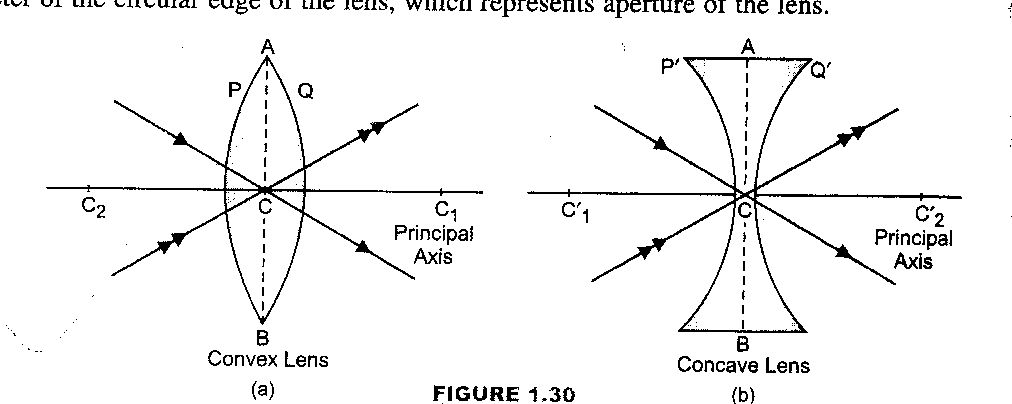 ter of the circular edge of the lens, which represents aperture of the lens.
A
P
Q
C2
C
C1
Principal
Axis
B
Convex Lens
(a)
A
P′
Q′
C′1
C
C′2
Principal
Axis
B
Concave Lens
(b)
FIGURE 1.30